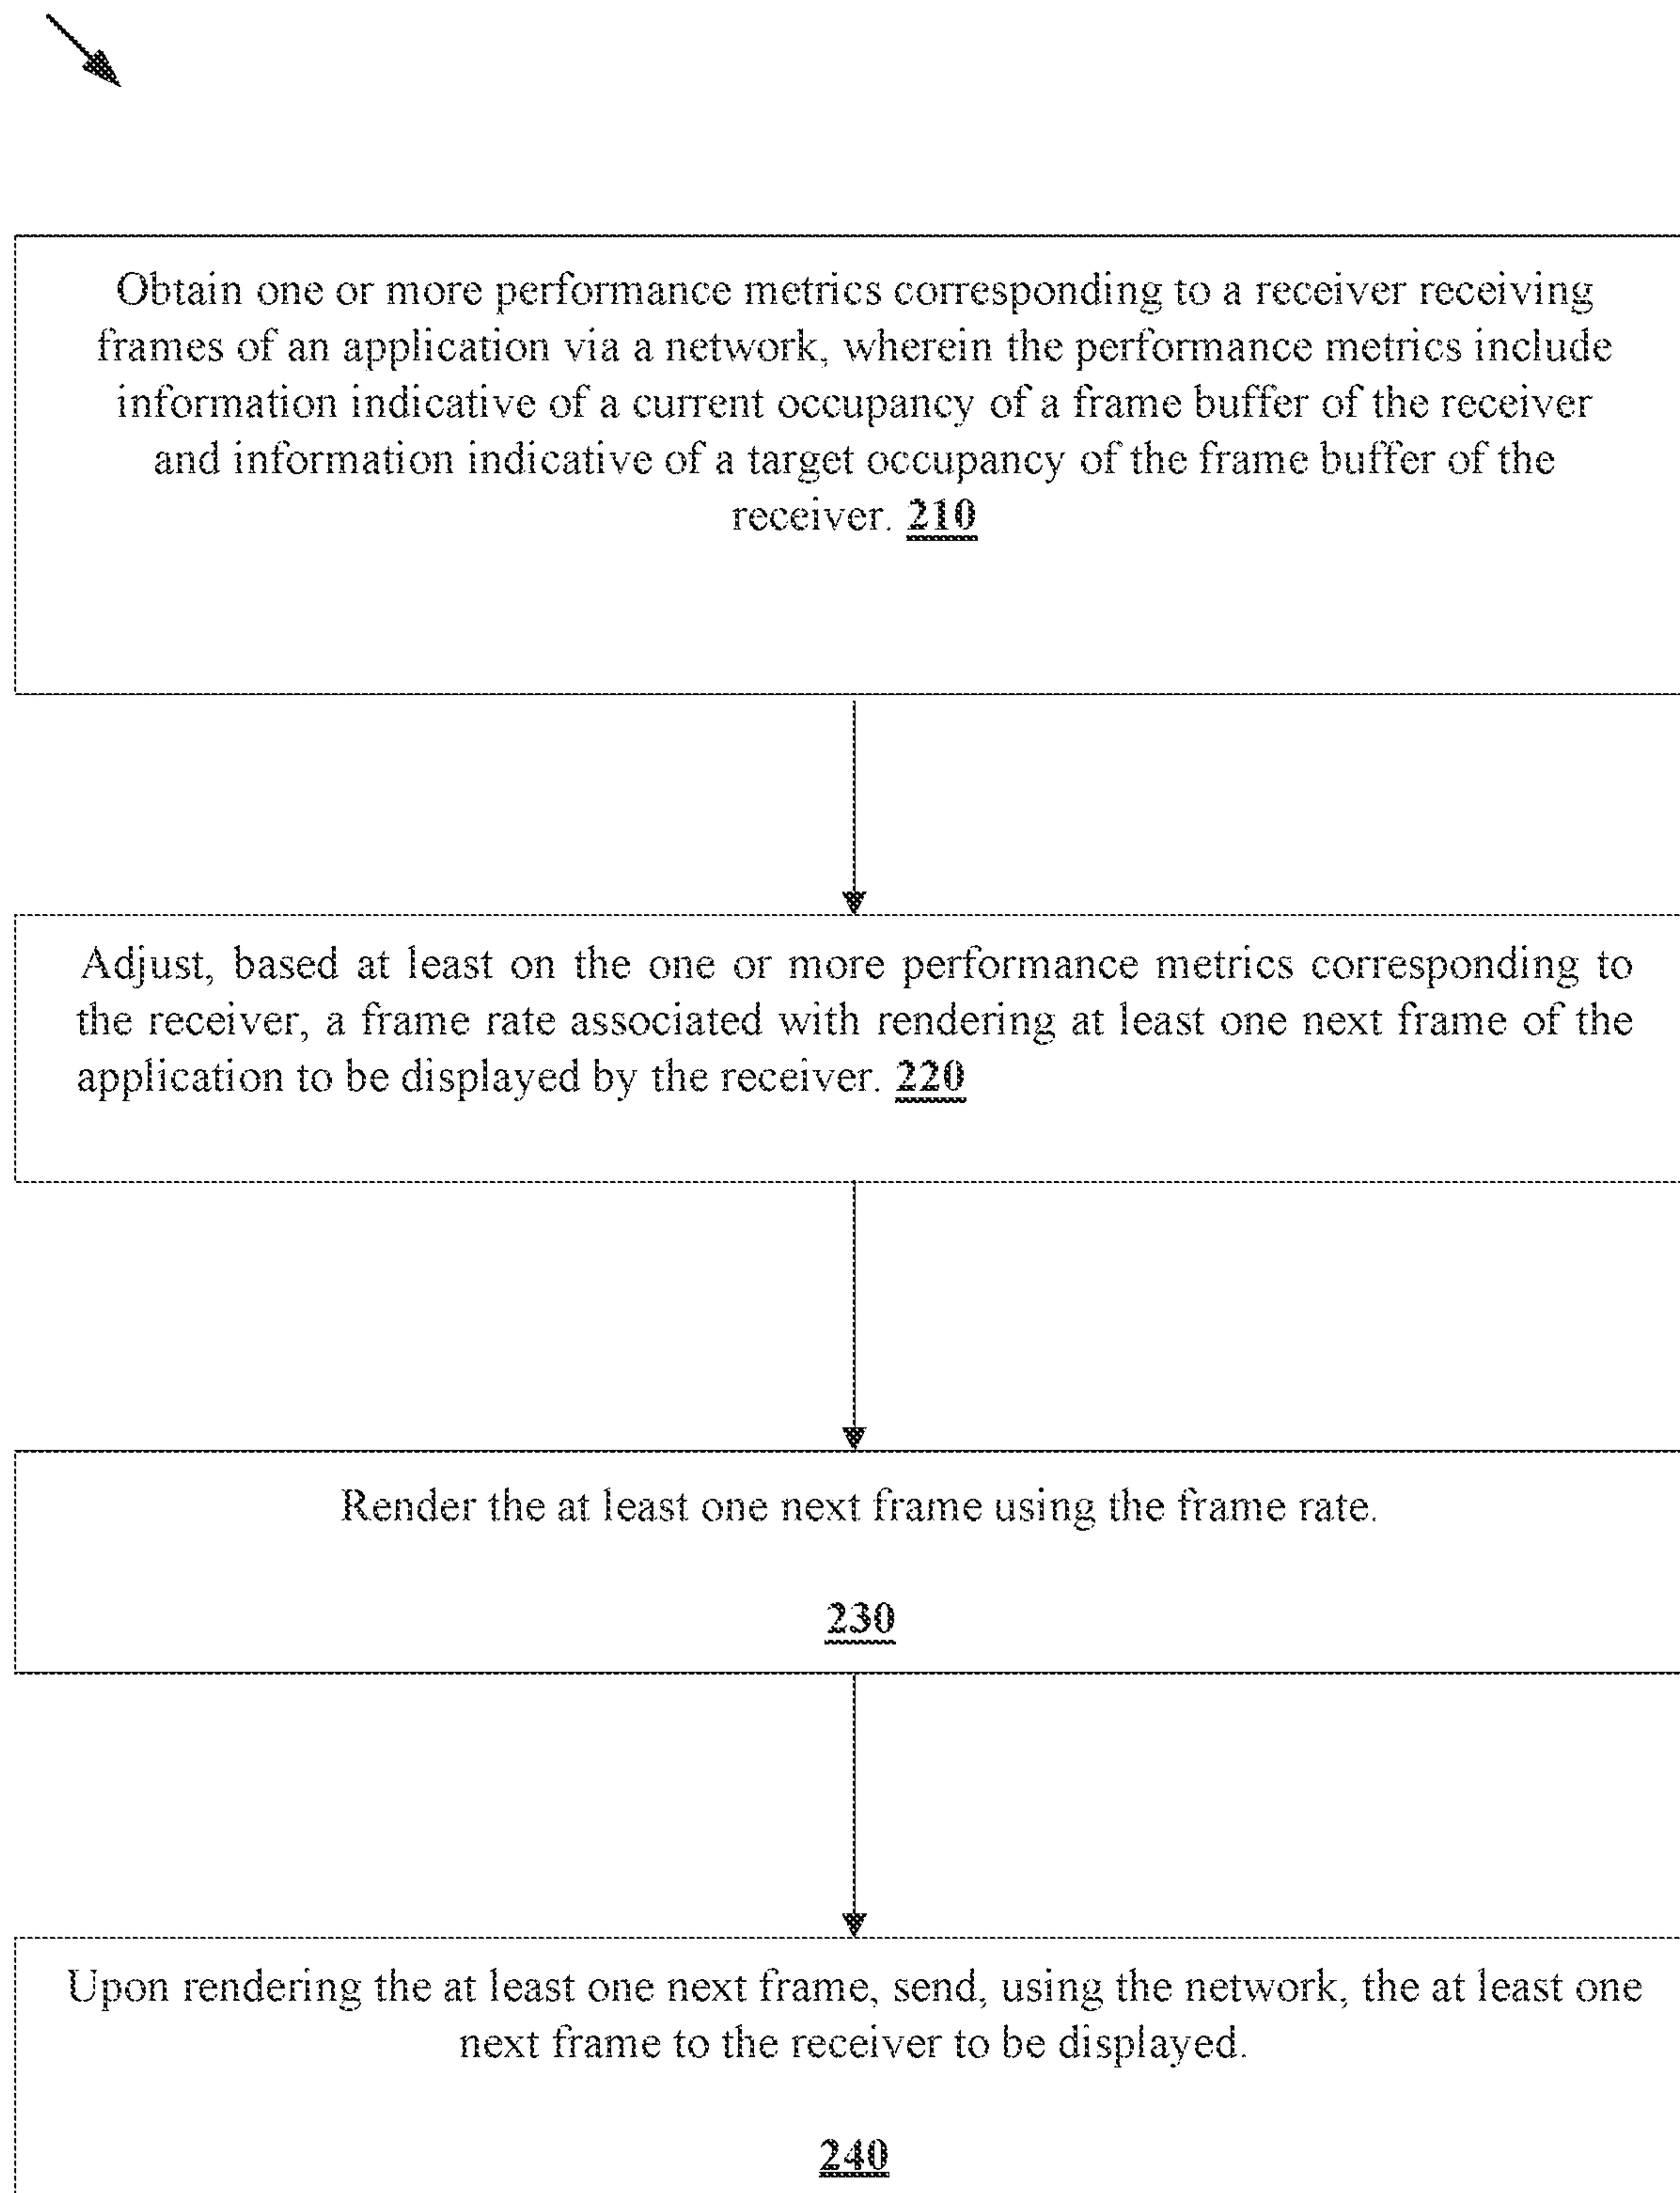 Obtain one or more performance metrics corresponding to a receiver receiving
frames of an application via a network, wherein the performance metrics include
information indicative of a current occupancy of a frame buffer of the receiver
and information indicative of a target occupancy of the frame buffer of the
receiver. 210
Adjust, based at least on the one or more performance metrics corresponding to
the receiver, a frame rate associated with rendering at least one next frame of the
application to be displayed by the receiver. 220
Render the at least one next frame using the frame rate.
230
Upon rendering the at least one next frame, send, using the network, the at least one
next frame to the receiver to be displayed.
240